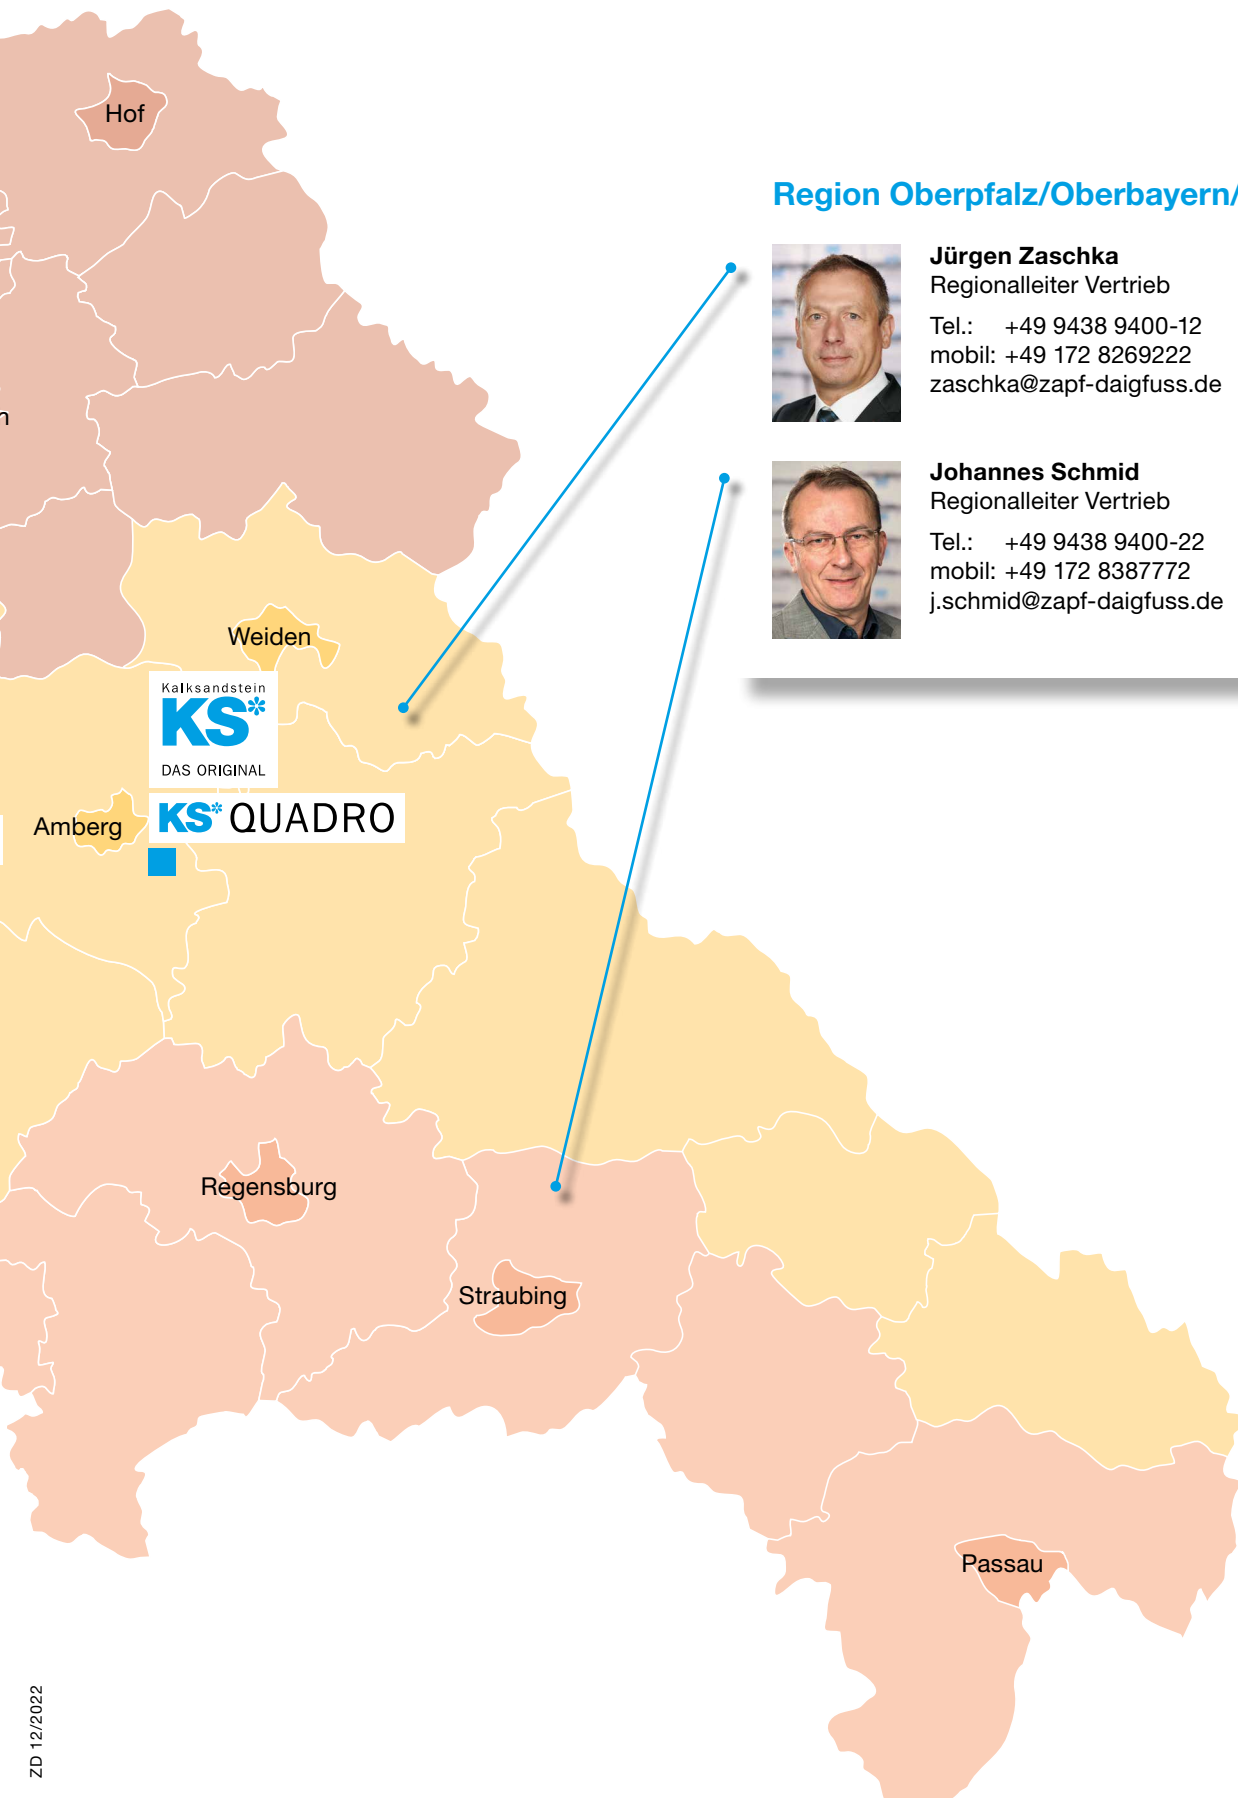 Hof
Region Oberpfalz/Oberbayern/
Jürgen Zaschka
Regionalleiter Vertrieb
Tel.: +49 9438 9400-12
mobil: +49 172 8269222
zaschka@zapf-daigfuss.de
n
Johannes Schmid
Regionalleiter Vertrieb
Tel.: +49 9438 9400-22
mobil: +49 172 8387772
j.schmid@zapf-daigfuss.de
Weiden
Kalksandstein
KS*
DAS ORIGINAL
KS* QUADRO
Amberg
Regensburg
Straubing
Passau
ZD 12/2022